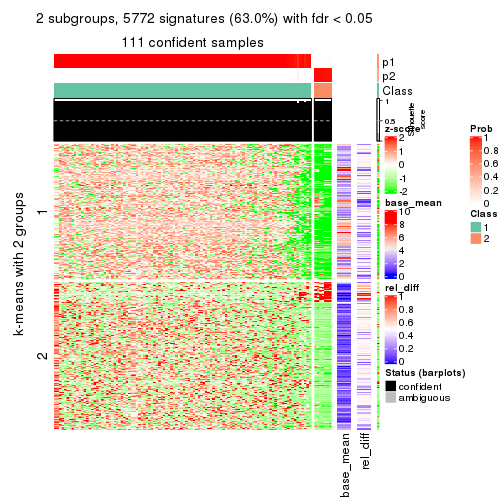 2 subgroups, 5772 signatures (63.0%) with fdr < 0.05
111 confident samples
p1
p2
Class
1
0.5
Silhouette
score
k-means with 2 groups
1
2
base_mean
rel_diff
z-score
2
1
0
-1
-2
base_mean
10
8
6
4
2
0
rel_diff
1
0.8
0.6
0.4
0.2
0
Status (barplots)
confident
ambiguous
Prob
1
0.8
0.6
0.4
0.2
0
Class
1
2